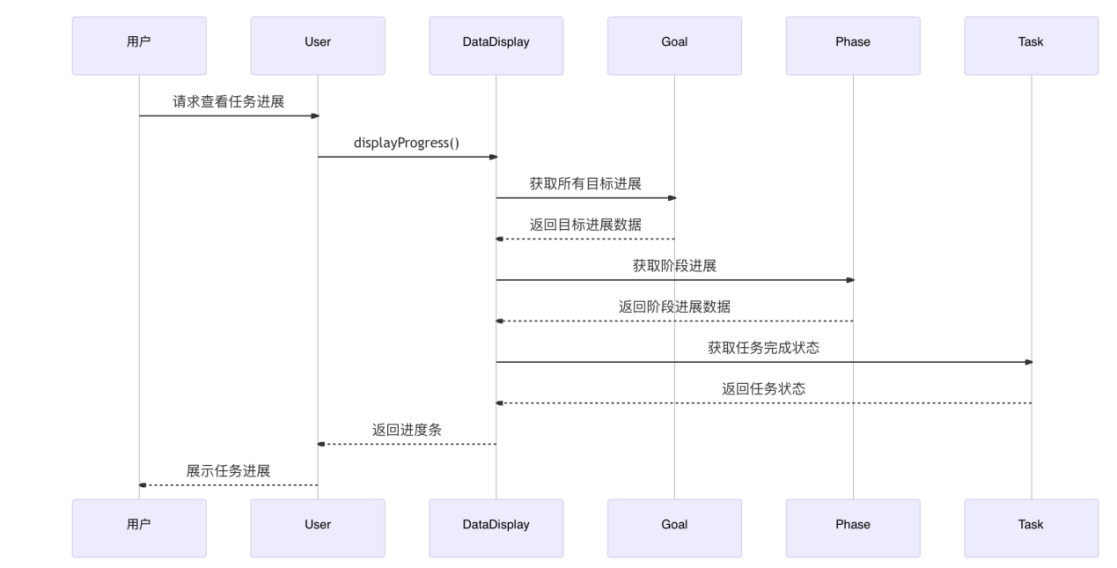 用户
User
DataDisplay
Goal
Phase
Task
请求查看任务进展
displayProgress()
获取所有目标进展
返回目标进展数据
获取阶段进展
返回阶段进展数据
获取任务完成状态
返回任务状态
返回进度条
展示任务进展
用户
User
DataDisplay
Goal
Phase
Task